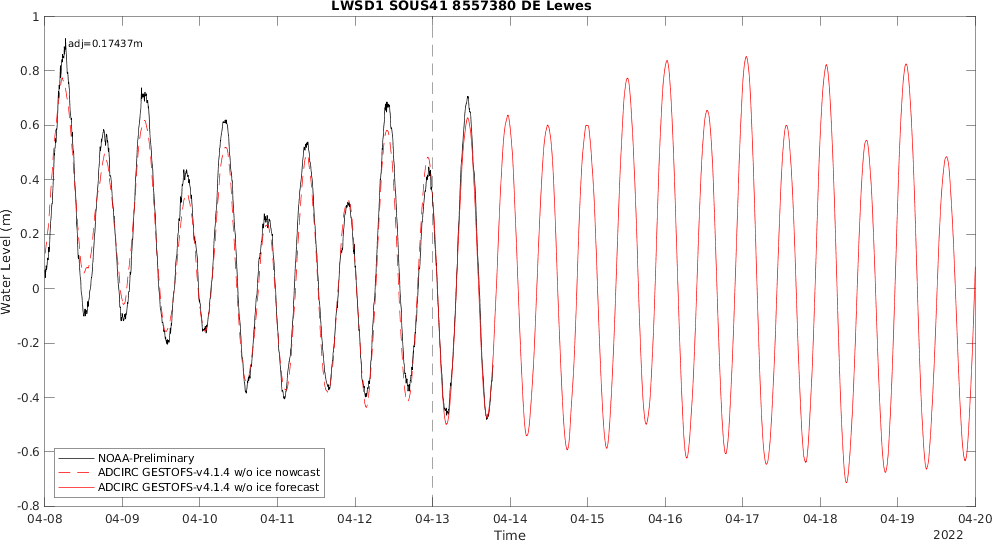 LWSD1 SOUS41 8557380 DE Lewes
adj=0.17437m
Water Level (m)
1
0.8
0.6
0.4
0.2
0
-0.2
-0.4
-0.6
-0.8
NOAA-Preliminary
ADCIRC GESTOFS-v4.1.4 w/o ice nowcast
ADCIRC GESTOFS-v4.1.4 w/o ice forecast
04-08 04-09 04-10 04-11 04-12 04-13 04-14 04-15 04-16 04-17 04-18 04-19 04-20
Time
2022